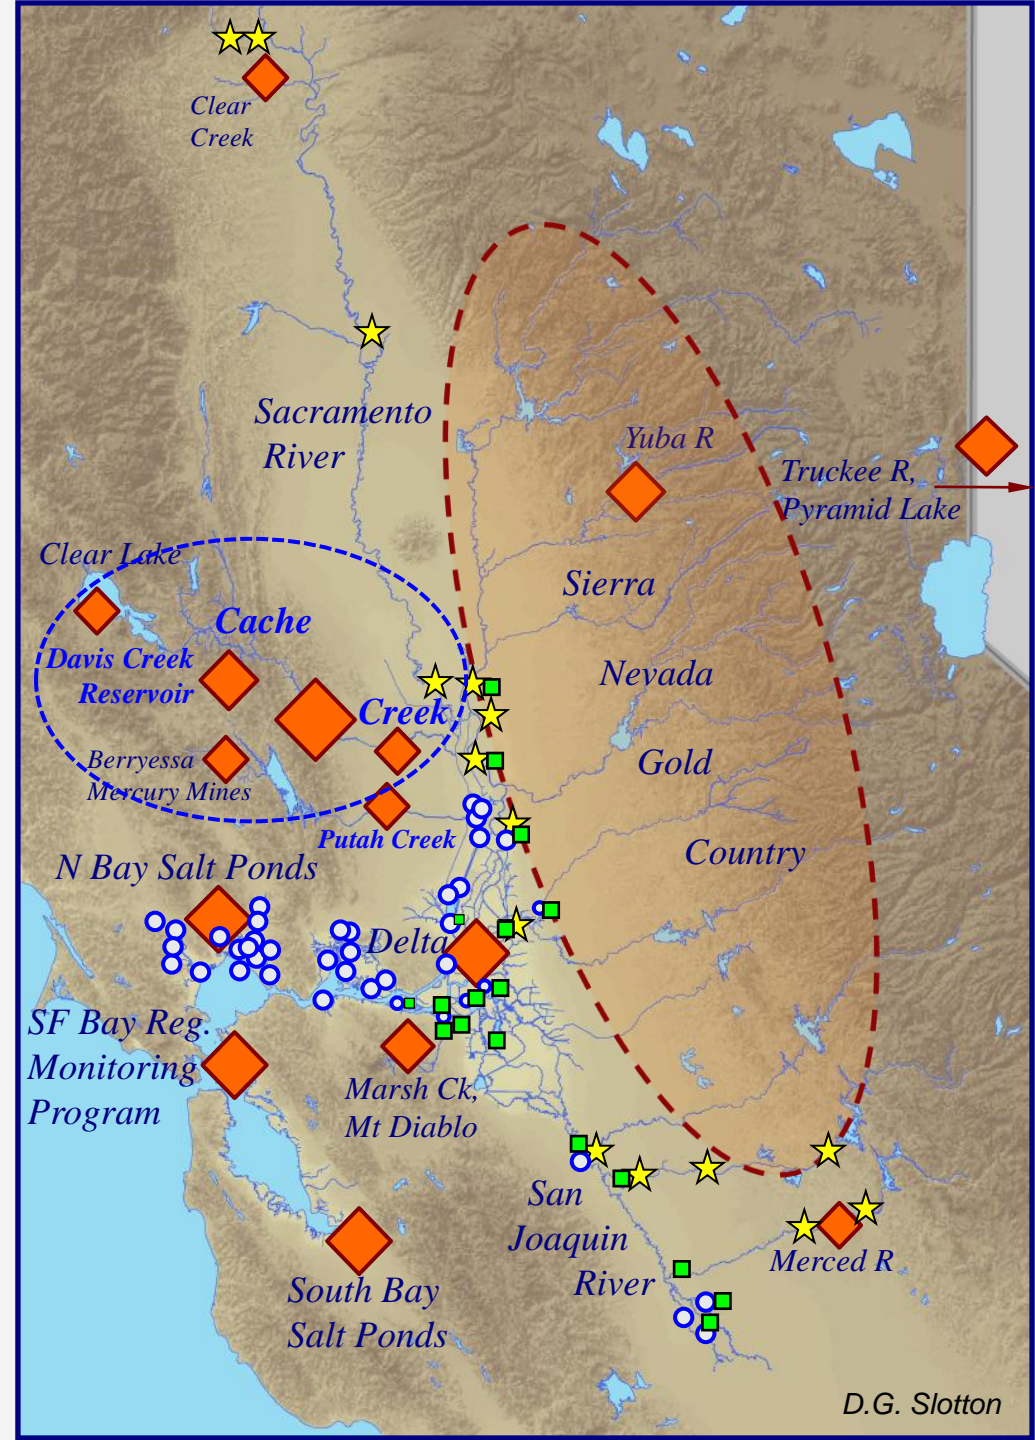 Clear
Creek
Sacramento
River
Yuba R
Truckee R,
Pyramid Lake
Clear Lake
Sierra
Cache
Davis Creek
Reservoir
Nevada
Creek
Berryessa
Mercury Mines
Gold
Putah Creek
Country
N Bay Salt Ponds
Delta
SF Bay Reg.
Monitoring
Program
Marsh Ck,
Mt Diablo
San
Joaquin
River
Merced R
South Bay
Salt Ponds
D.G. Slotton